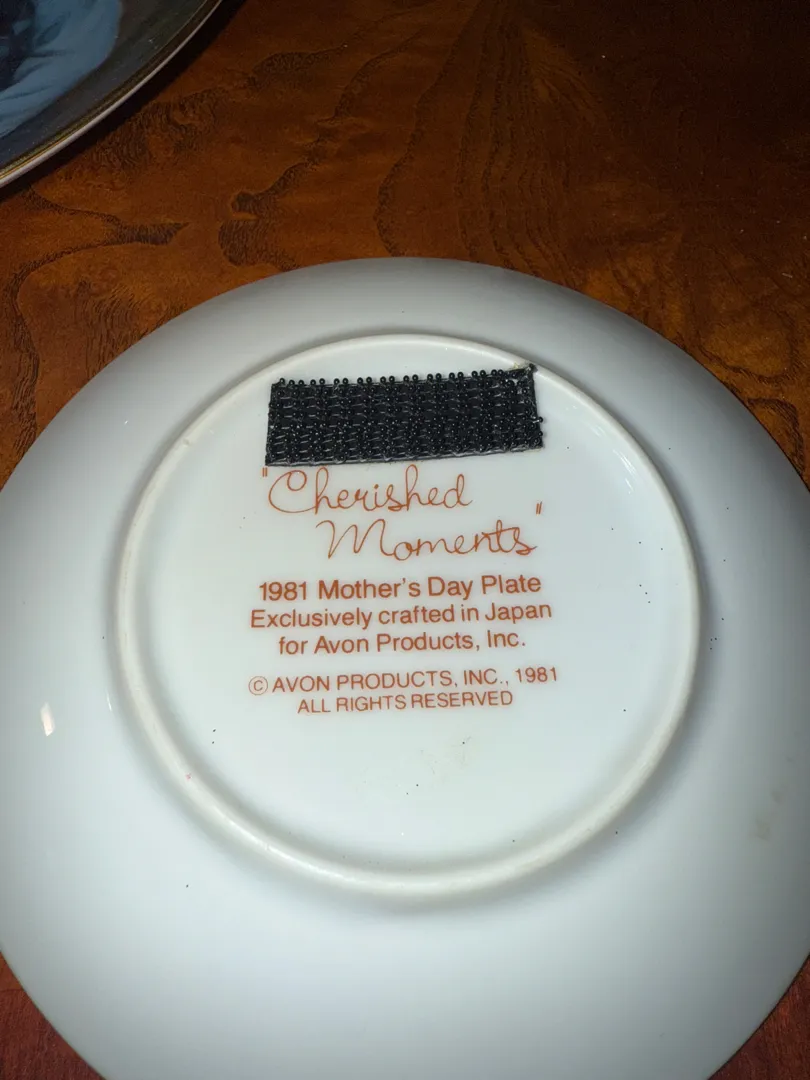 "Cherished
Moments"
1981 Mother's Day Plate
Exclusively crafted in Japan
for Avon Products, Inc.
© AVON PRODUCTS, INC., 1981
ALL RIGHTS RESERVED